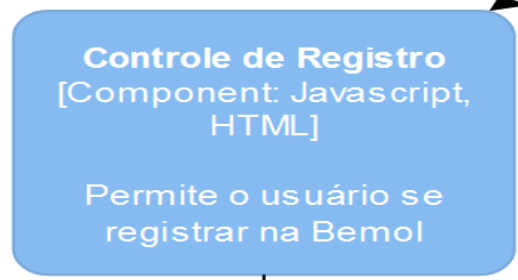 Controle de Registro
[Component: Javascript,
HTML]
Permite o usuário se
registrar na Bemol